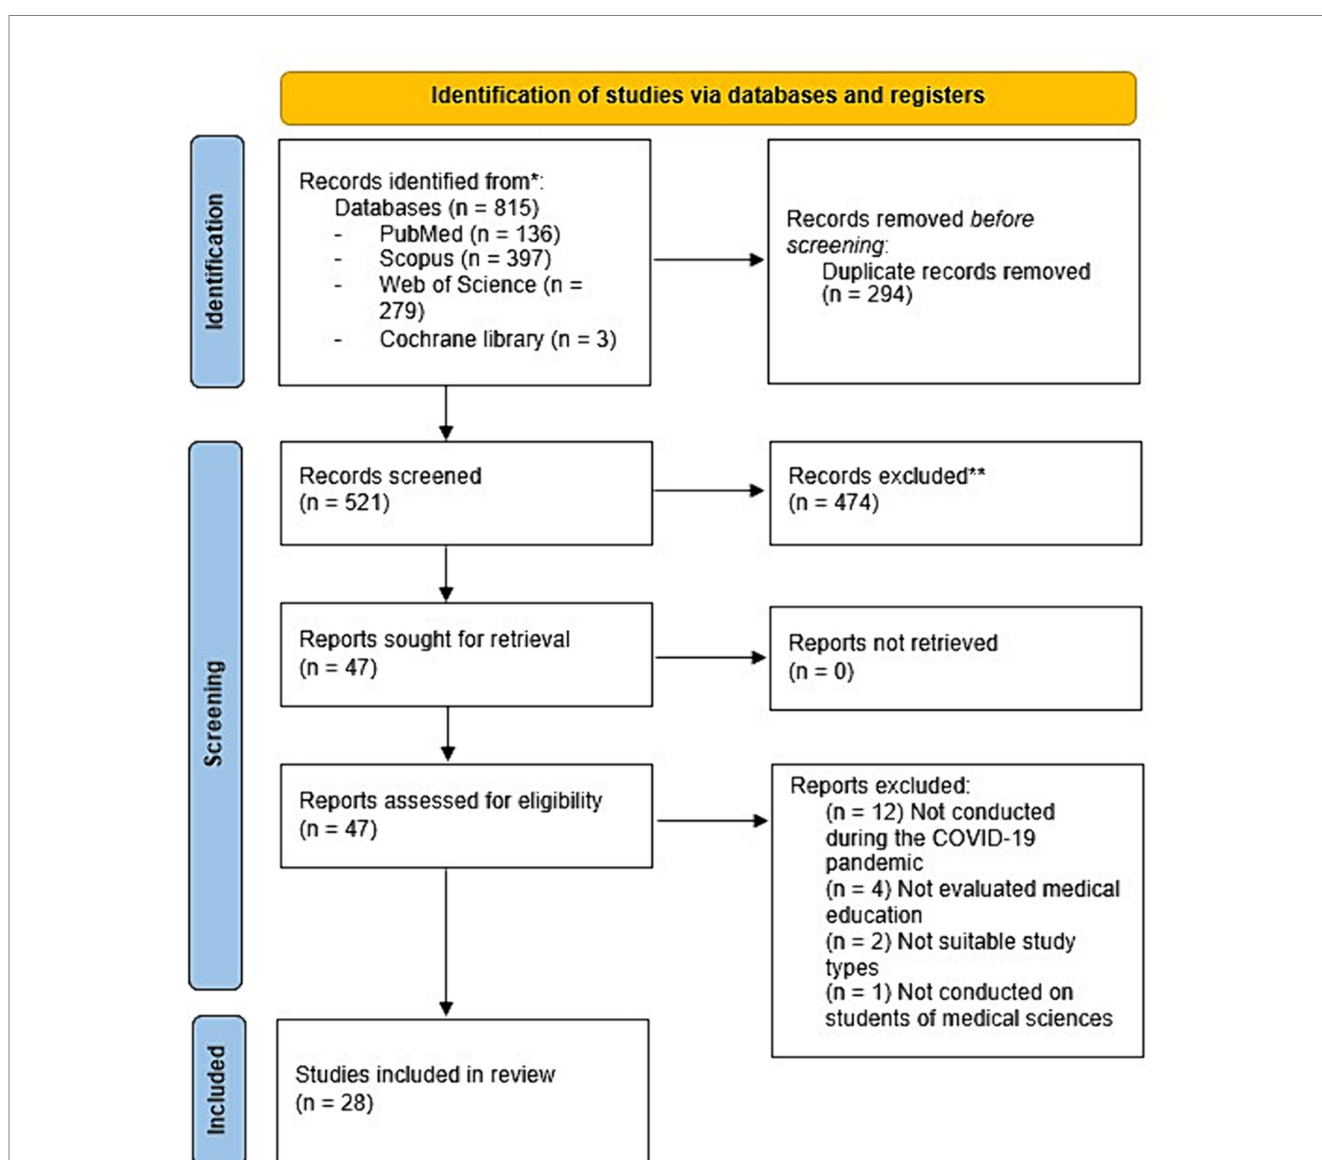 Identification of studies via databases and registers
Identification
Records identified from*:
Databases (n = 815)
- PubMed (n = 136)
- Scopus (n = 397)
- Web of Science (n =
279)
- Cochrane library (n = 3)
Records removed before
screening:
Duplicate records removed
(n = 294)
Screening
Records screened
(n = 521)
Records excluded**
(n = 474)
Reports sought for retrieval
(n = 47)
Reports not retrieved
(n = 0)
Reports assessed for eligibility
(n = 47)
Reports excluded:
(n = 12) Not conducted
during the COVID-19
pandemic
(n = 4) Not evaluated medical
education
(n = 2) Not suitable study
types
(n = 1) Not conducted on
students of medical sciences
Included
Studies included in review
(n = 28)